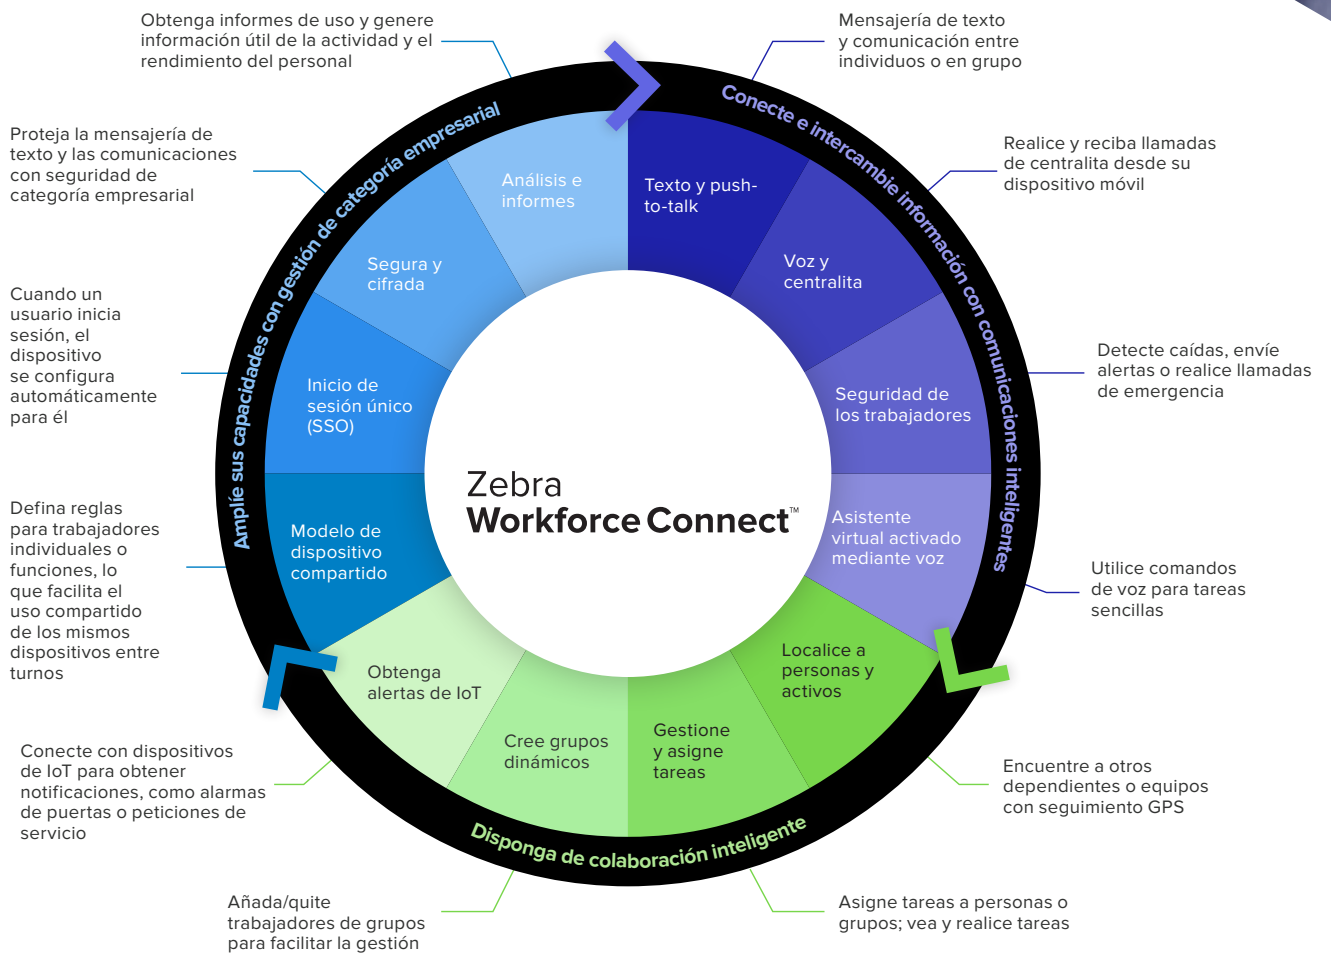 Obtenga informes de uso y genere
información útil de la actividad y el
rendimiento del personal
Mensajería de texto
y comunicación entre
individuos o en grupo
Proteja la mensajería de
texto y las comunicaciones
con seguridad de
categoría empresarial
Realice y reciba llamadas
de centralita desde su
dispositivo móvil
Cuando un
usuario inicia
sesión, el
dispositivo
se configura
automáticamente
para él
Detecte caídas, envíe
alertas o realice llamadas
de emergencia
Defina reglas
para trabajadores
individuales o
funciones, lo
que facilita el
uso compartido
de los mismos
dispositivos entre
turnos
Utilice comandos
de voz para tareas
sencillas
Conecte con dispositivos
de IoT para obtener
notificaciones, como alarmas
de puertas o peticiones de
servicio
Encuentre a otros
dependientes o equipos
con seguimiento GPS
Añada/quite
trabajadores de grupos
para facilitar la gestión
Asigne tareas a personas o
grupos; vea y realice tareas
Amplíe sus capacidades con gestión de categoría empresarial
Conecte e intercambie información con comunicaciones inteligentes
Disponga de colaboración inteligente
Análisis e
informes
Texto y push-
to-talk
Segura y
cifrada
Voz y
centralita
Inicio de
sesión único
(SSO)
Seguridad de
los trabajadores
Modelo de
dispositivo
compartido
Asistente
virtual activado
mediante voz
Obtenga
alertas de IoT
Localice a
personas y
activos
Cree grupos
dinámicos
Gestione
y asigne
tareas
Zebra
Workforce Connect™